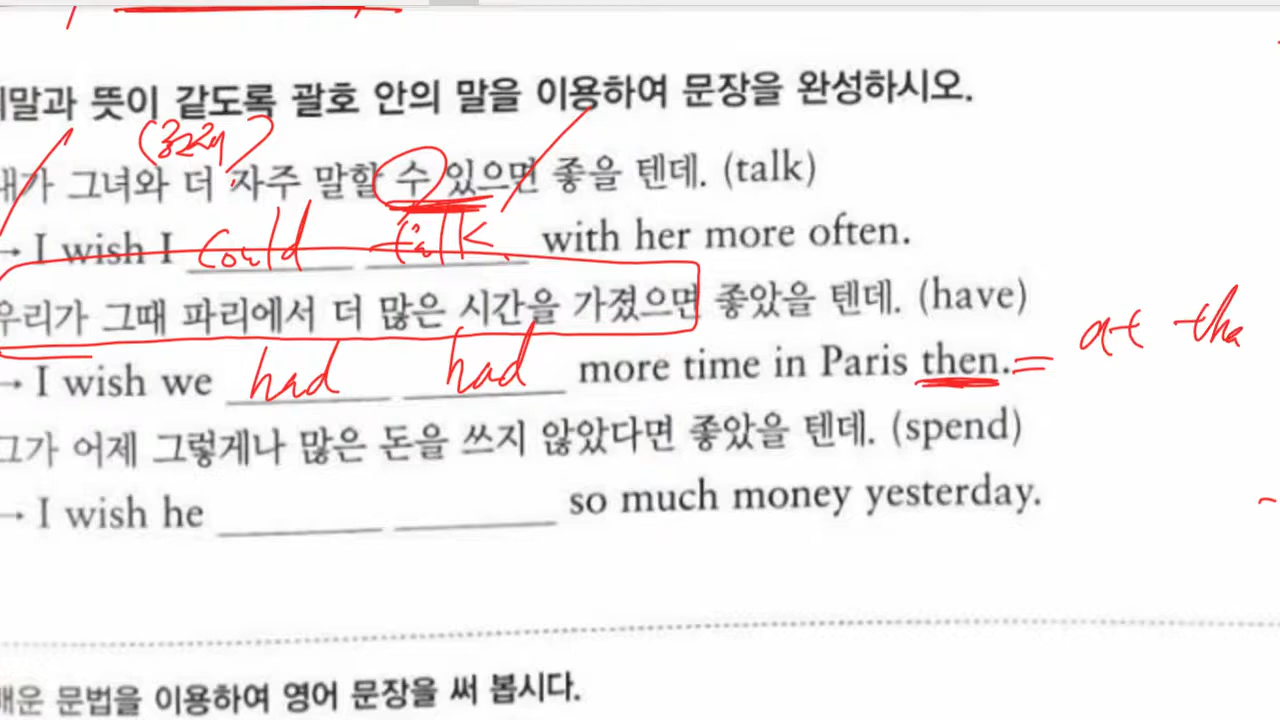 말과 뜻이 같도록 괄호 안의 말을 이용하여 문장을 완성하시오.
(현재)
내가 그녀와 더 자주 말할 수 있으면 좋을 텐데. (talk)
→ I wish I could talk with her more often.
우리가 그때 파리에서 더 많은 시간을 가졌으면 좋았을 텐데. (have)
→ I wish we had had more time in Paris then. = at tha
그가 어제 그렇게나 많은 돈을 쓰지 않았다면 좋았을 텐데. (spend)
→ I wish he so much money yesterday.
배운 문법을 이용하여 영어 문장을 써 봅시다.